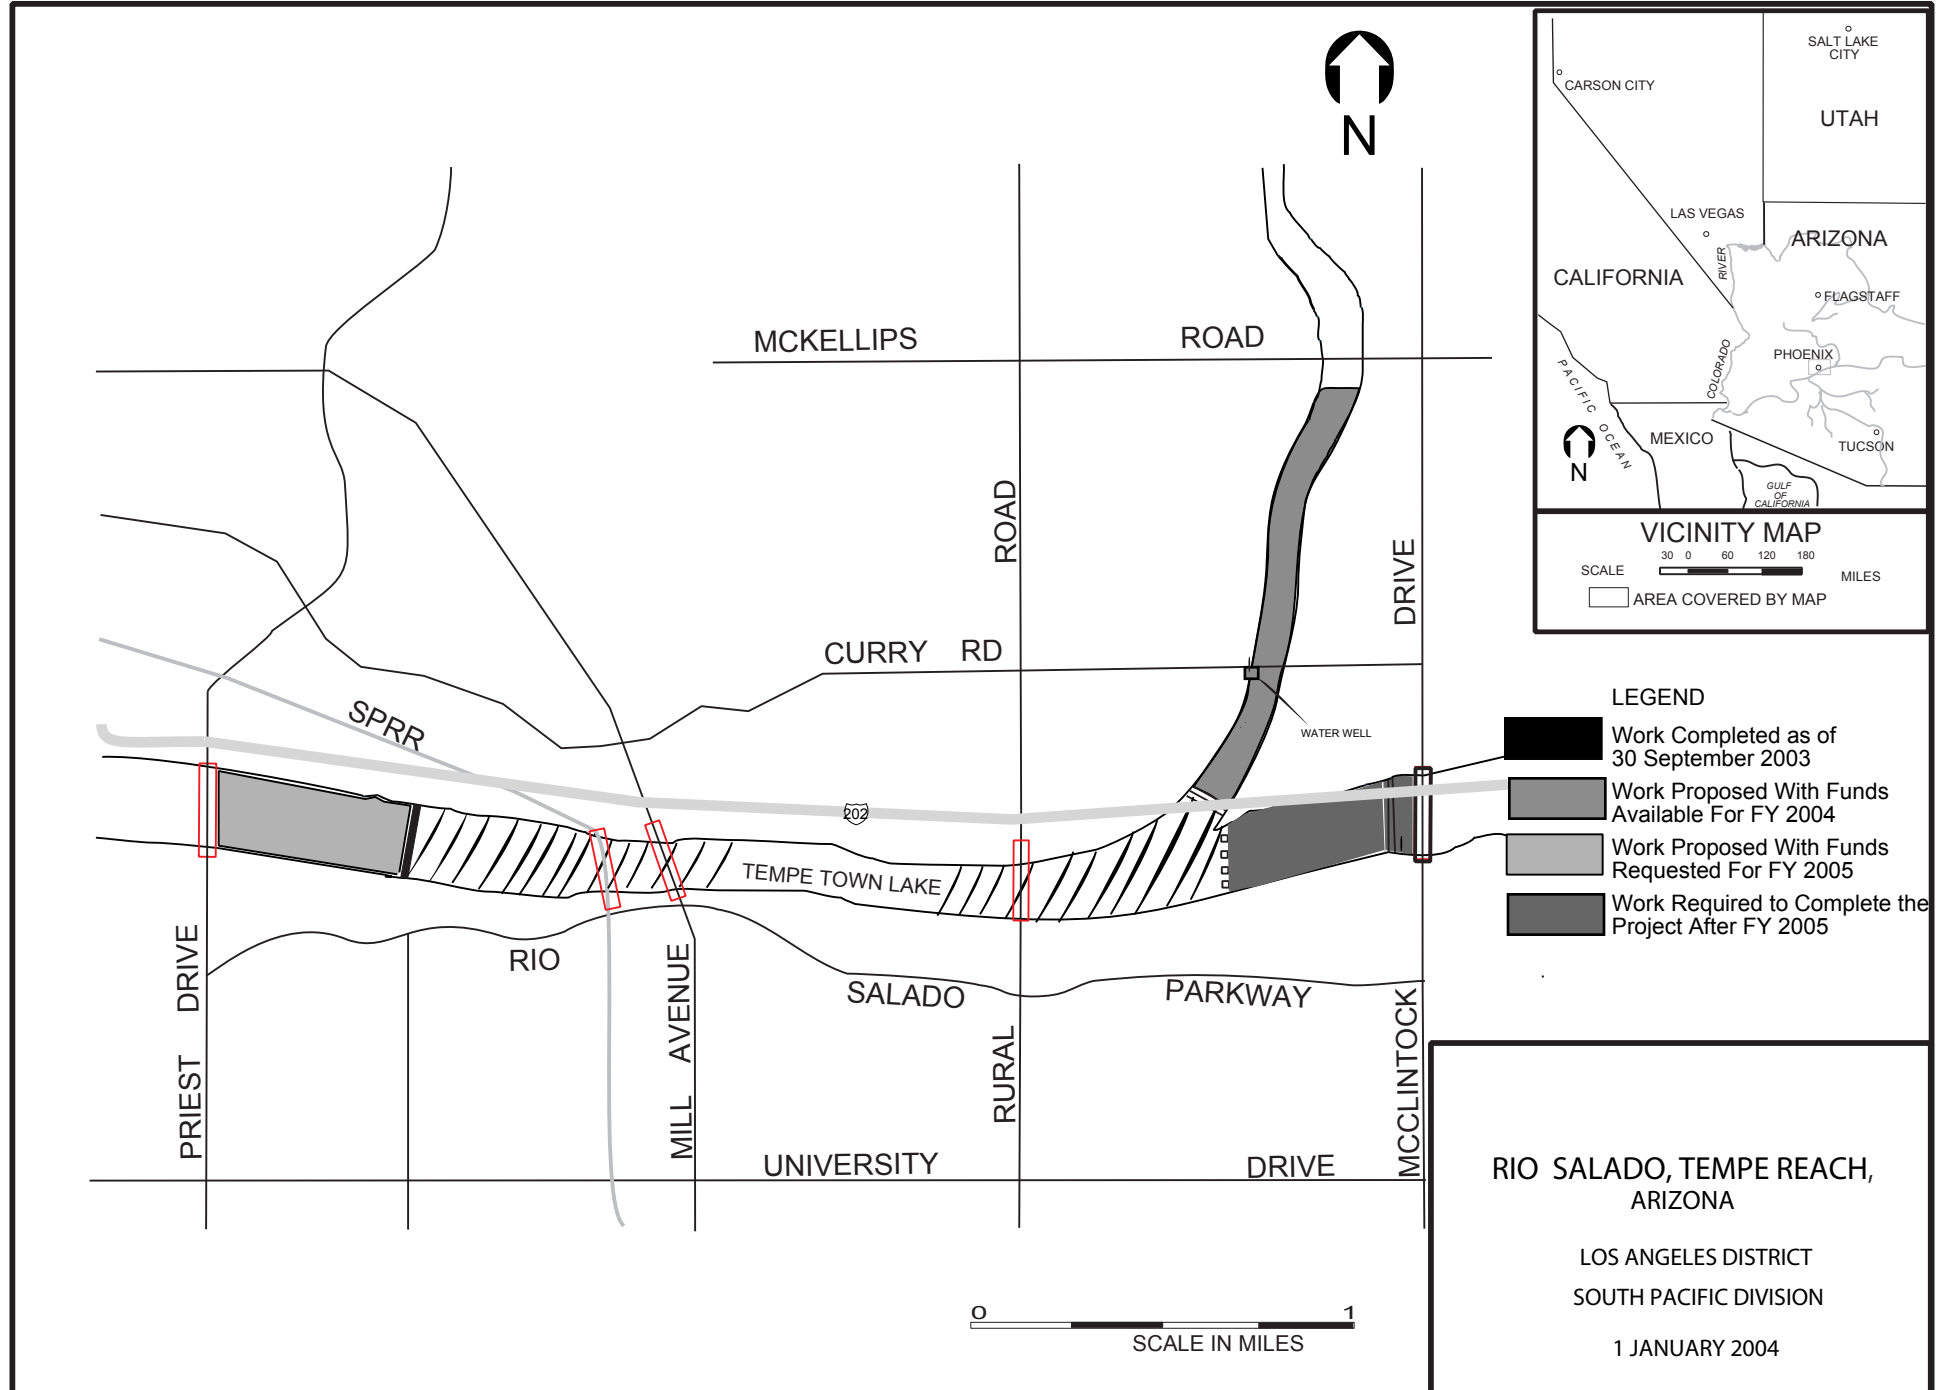 N
MCKELLIPS ROAD
ROAD
DRIVE
CURRY RD
SPRR
WATER WELL
202
TEMPE TOWN LAKE
RIO SALADO PARKWAY
PRIEST DRIVE
MILL AVENUE
RURAL
MCCLINTOCK
UNIVERSITY DRIVE
0 1
SCALE IN MILES
SALT LAKE
CITY
CARSON CITY
UTAH
LAS VEGAS
ARIZONA
RIVER
CALIFORNIA
FLAGSTAFF
COLORADO
PHOENIX
PACIFIC OCEAN
MEXICO
TUCSON
N
GULF
OF
CALIFORNIA
VICINITY MAP
30 0 60 120 180
SCALE MILES
AREA COVERED BY MAP
LEGEND
Work Completed as of
30 September 2003
Work Proposed With Funds
Available For FY 2004
Work Proposed With Funds
Requested For FY 2005
Work Required to Complete the
Project After FY 2005
RIO SALADO, TEMPE REACH,
ARIZONA
LOS ANGELES DISTRICT
SOUTH PACIFIC DIVISION
1 JANUARY 2004